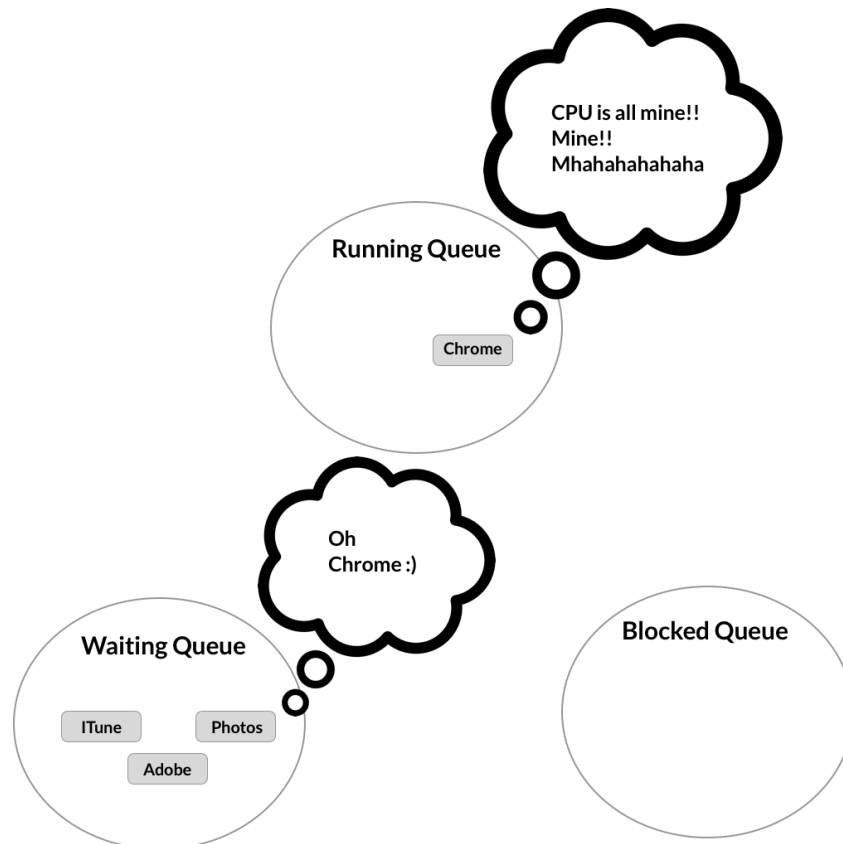 CPU is all mine!!
Mine!!
Mhahahahahaha
Running Queue
Chrome
Oh
Chrome :)
Waiting Queue
Blocked Queue
ITune
Photos
Adobe